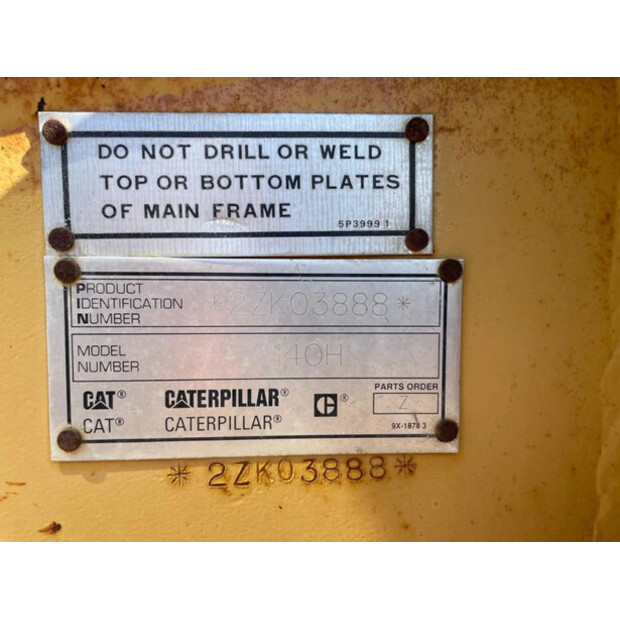 DO NOT DRILL OR WELD
TOP OR BOTTOM PLATES
OF MAIN FRAME
5P3999 1
PRODUCT
IDENTIFICATION
NUMBER
*2ZK03888*
MODEL
NUMBER
140H
CAT® CATERPILLAR® C®
CAT® CATERPILLAR®
PARTS ORDER
Z
9X-1878 3
*2ZK03888*